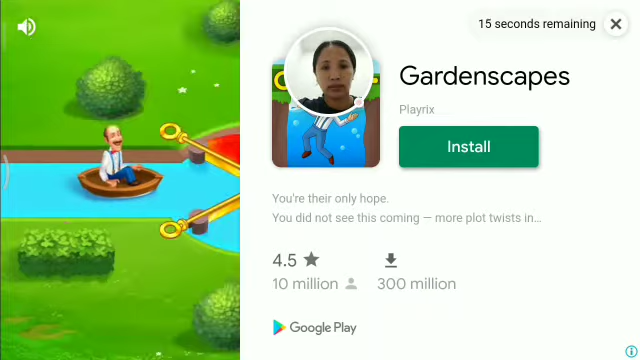 15 seconds remaining
Gardenscapes
Playrix
Install
You're their only hope.
You did not see this coming — more plot twists in...
4.5
10 million
300 million
Google Play